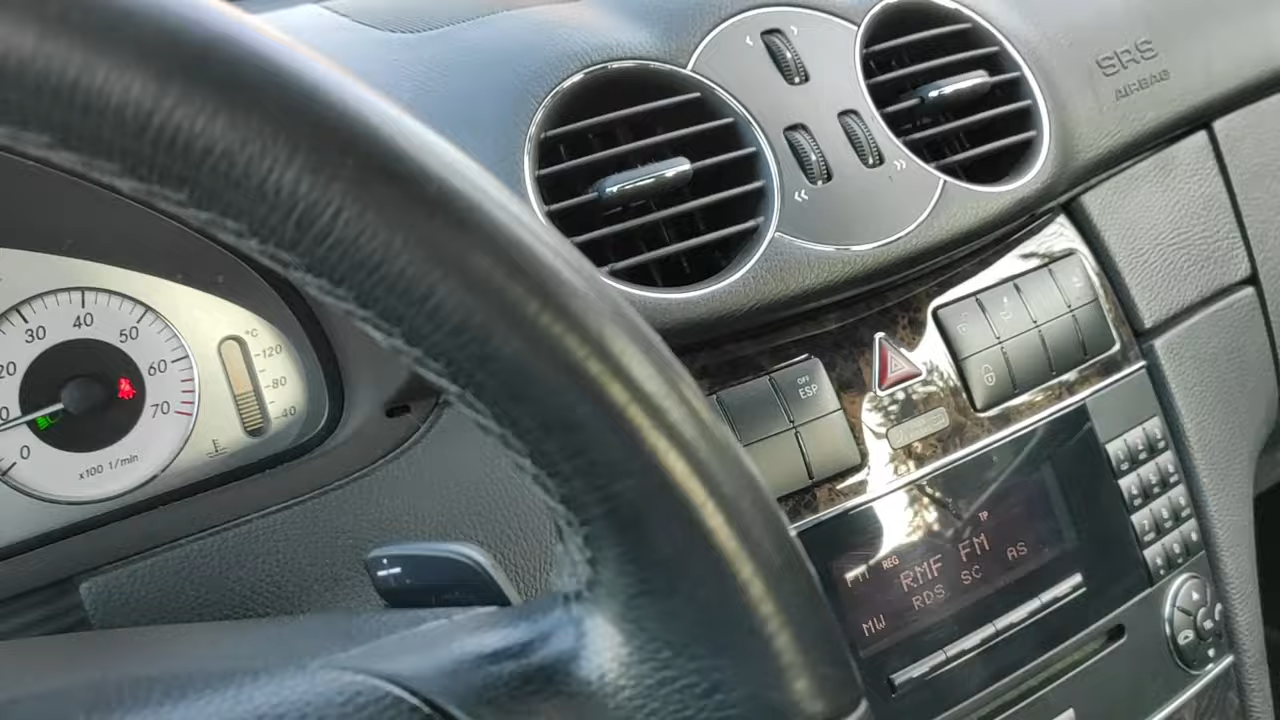 SRS
AIRBAG
30
40
50
20
60
70
0
x100 1/min
°C
120
80
40
OFF
ESP
TP
FM REG RMF FM
MW RDS SC AS